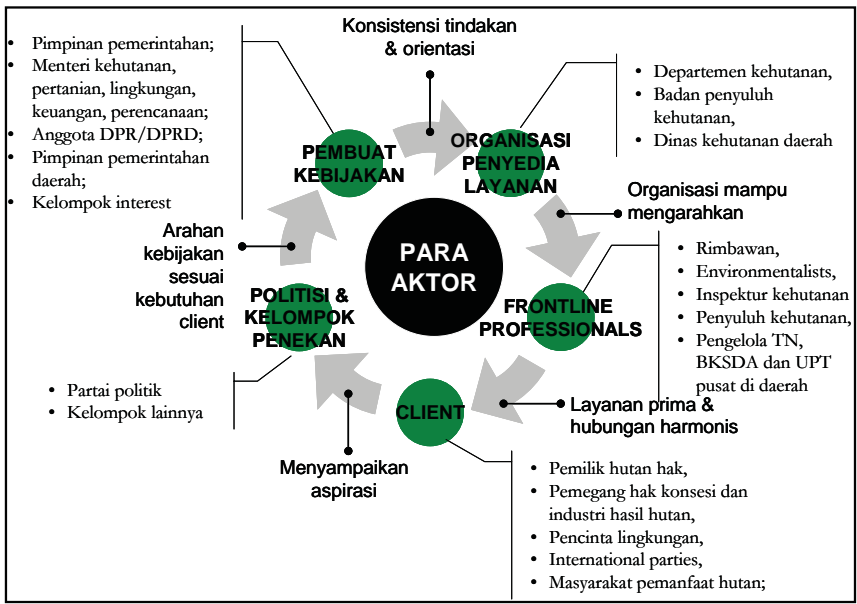 Konsistensi tindakan
& orientasi
• Pimpinan pemerintahan;
• Menteri kehutanan,
pertanian, lingkungan,
keuangan, perencanaan;
• Anggota DPR/DPRD;
• Pimpinan pemerintahan
daerah;
• Kelompok interest
• Departemen kehutanan,
• Badan penyuluh
kehutanan,
• Dinas kehutanan daerah
PEMBUAT
KEBIJAKAN
ORGANISASI
PENYEDIA
LAYANAN
Organisasi mampu
mengarahkan
Arahan
kebijakan
sesuai
kebutuhan
client
PARA
AKTOR
• Rimbawan,
• Environmentalists,
• Inspektur kehutanan
• Penyuluh kehutanan,
• Pengelola TN,
BKSDA dan UPT
pusat di daerah
POLITISI &
KELOMPOK
PENEKAN
FRONTLINE
PROFESSIONALS
• Partai politik
• Kelompok lainnya
CLIENT
Layanan prima &
hubungan harmonis
Menyampaikan
aspirasi
• Pemilik hutan hak,
• Pemegang hak konsesi dan
industri hasil hutan,
• Pencinta lingkungan,
• International parties,
• Masyarakat pemanfaat hutan;